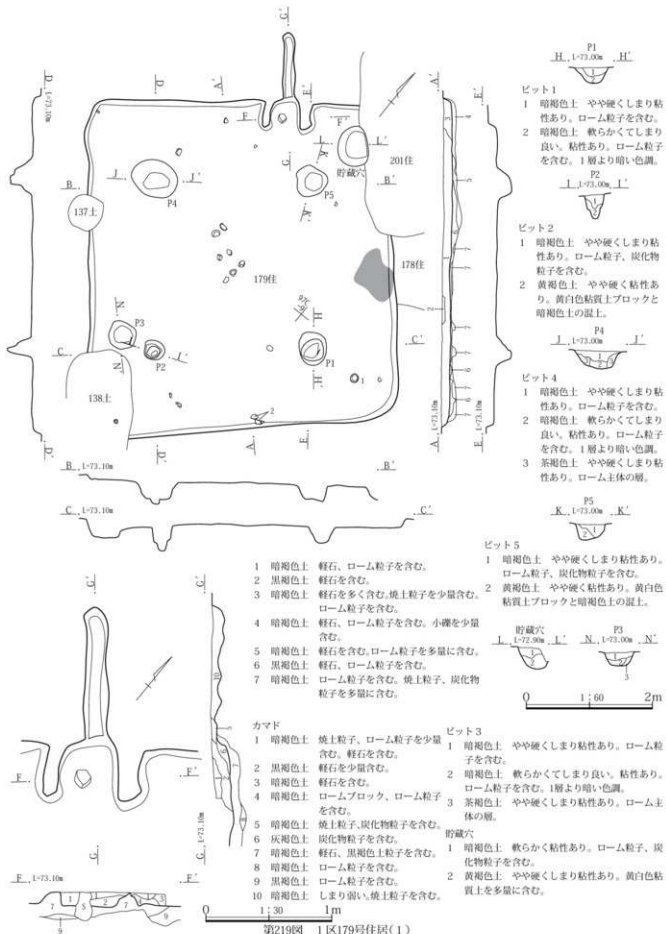 G'
D L=73.10m
D
A'
E'
F
F'
J
J'
P4
B
137土
G
L
L'
貯蔵穴
K
K'
P5
201住
B'
179住
178住
N
N
P3
P2
I'
C
138土
H
H'
P1
C'
1
2
D'
D'
A
E
A'
E'
A L=73.10m
E L=73.10m
B L=73.10m
B'
C L=73.10m
C'
P1
H L=73.00m H'
ピット1
1 暗褐色土 やや硬くしまり粘
性あり。ローム粒子を含む。
2 暗褐色土 軟らかくてしまり
良い。粘性あり。ローム粒子
を含む。1層より暗い色調。
P2
I L=73.00m I'
ピット2
1 暗褐色土 やや硬くしまり粘
性あり。ローム粒子、炭化物
粒子を含む。
2 黄褐色土 やや硬く粘性あ
り。黄白色粘質土ブロックと
暗褐色土の混土。
P4
J L=73.00m J'
ピット4
1 暗褐色土 やや硬くしまり粘
性あり。ローム粒子を含む。
2 暗褐色土 軟らかくてしまり
良い。粘性あり。ローム粒子
を含む。1層より暗い色調。
3 茶褐色土 やや硬くしまり粘
性あり。ローム主体の層。
P5
K L=73.00m K'
ピット5
1 暗褐色土 やや硬くしまり粘性あり。
ローム粒子、炭化物粒子を含む。
2 黄褐色土 やや硬く粘性あり。黄白色
粘質土ブロックと暗褐色土の混土。
貯蔵穴
L L=72.90m L'
P3
N L=73.00m N'
0 1:60 2m
1 暗褐色土 軽石、ローム粒子を含む。
2 黒褐色土 軽石を含む。
3 暗褐色土 軽石を多く含む。焼土粒子を少量含む。
ローム粒子を含む。
4 暗褐色土 軽石、ローム粒子を含む。小礫を少量
含む。
5 暗褐色土 軽石を含む。ローム粒子を多量に含む。
6 黒褐色土 軽石、ローム粒子を含む。
7 暗褐色土 ローム粒子を含む。焼土粒子、炭化物
粒子を多量に含む。
カマド
1 暗褐色土 焼土粒子、ローム粒子を少量
含む。軽石を含む。
2 黒褐色土 軽石を少量含む。
3 暗褐色土 軽石を含む。
4 暗褐色土 ロームブロック、ローム粒子
を含む。
5 暗褐色土 焼土粒子、炭化物粒子を含む。
6 灰褐色土 炭化物粒子を含む。
7 暗褐色土 軽石、黒褐色土粒子を含む。
8 暗褐色土 ローム粒子を含む。
9 黒褐色土 ローム粒子を含む。
10 暗褐色土 しまり弱い。焼土粒子を含む。
ピット3
1 暗褐色土 やや硬くしまり粘性あり。ローム粒
子を含む。
2 暗褐色土 軟らかくてしまり良い。粘性あり。
ローム粒子を含む。1層より暗い色調。
3 茶褐色土 やや硬くしまり粘性あり。ローム主
体の層。
貯蔵穴
1 暗褐色土 軟らかく粘性あり。ローム粒子、炭
化物粒子を含む。
2 黄褐色土 やや硬くしまり粘性あり。黄白色粘
質土を多量に含む。
G'
G'
F
F'
G
G L=73.10m
F L=73.10m F'
0 1:30 1m
第219図 1区179号住居(1)